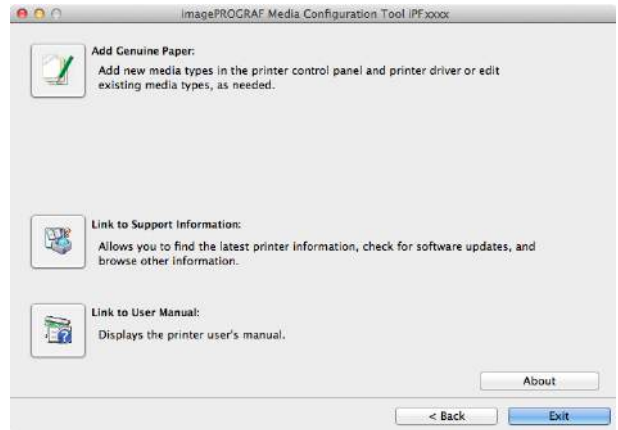 imagePROGRAF Media Configuration Tool iPFxxxx
Add Genuine Paper:
Add new media types in the printer control panel and printer driver or edit
existing media types, as needed.
Link to Support Information:
Allows you to find the latest printer information, check for software updates, and
browse other information.
Link to User Manual:
Displays the printer user's manual.
About
< Back
Exit